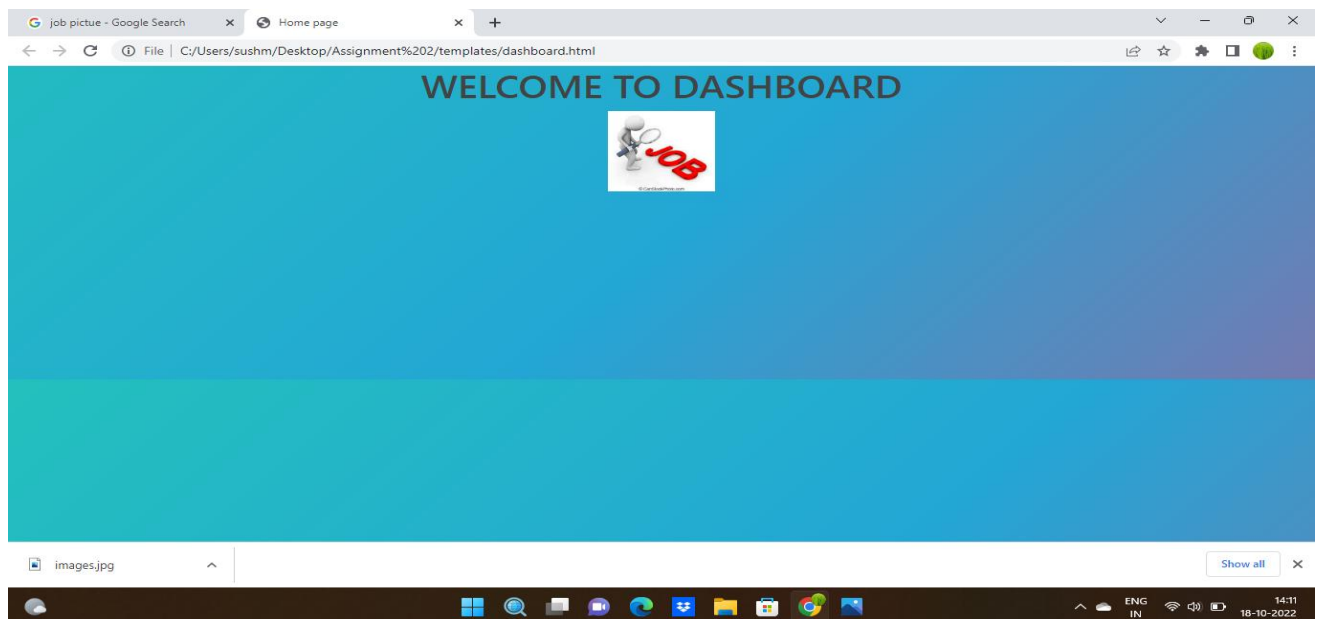 job pictue - Google Search
Home page
File | C:/Users/sushm/Desktop/Assignment%202/templates/dashboard.html
WELCOME TO DASHBOARD
JOB
images.jpg
Show all
ENG
IN
14:11
18-10-2022